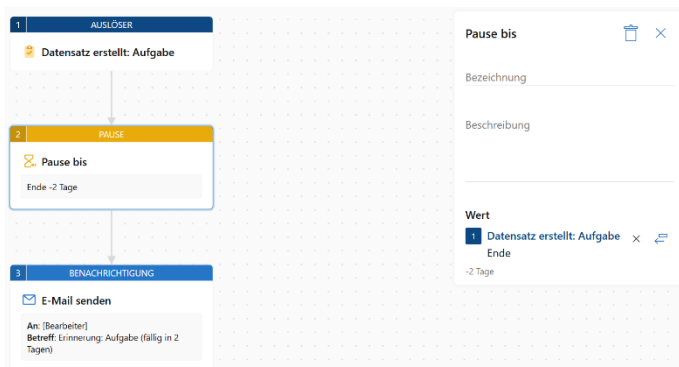 1 AUSLÖSER
Datensatz erstellt: Aufgabe
2 PAUSE
Pause bis
Ende -2 Tage
3 BENACHRICHTIGUNG
E-Mail senden
An: [Bearbeiter]
Betreff: Erinnerung: Aufgabe (fällig in 2
Tagen)
Pause bis
Bezeichnung
Beschreibung
Wert
1 Datensatz erstellt: Aufgabe
Ende
-2 Tage